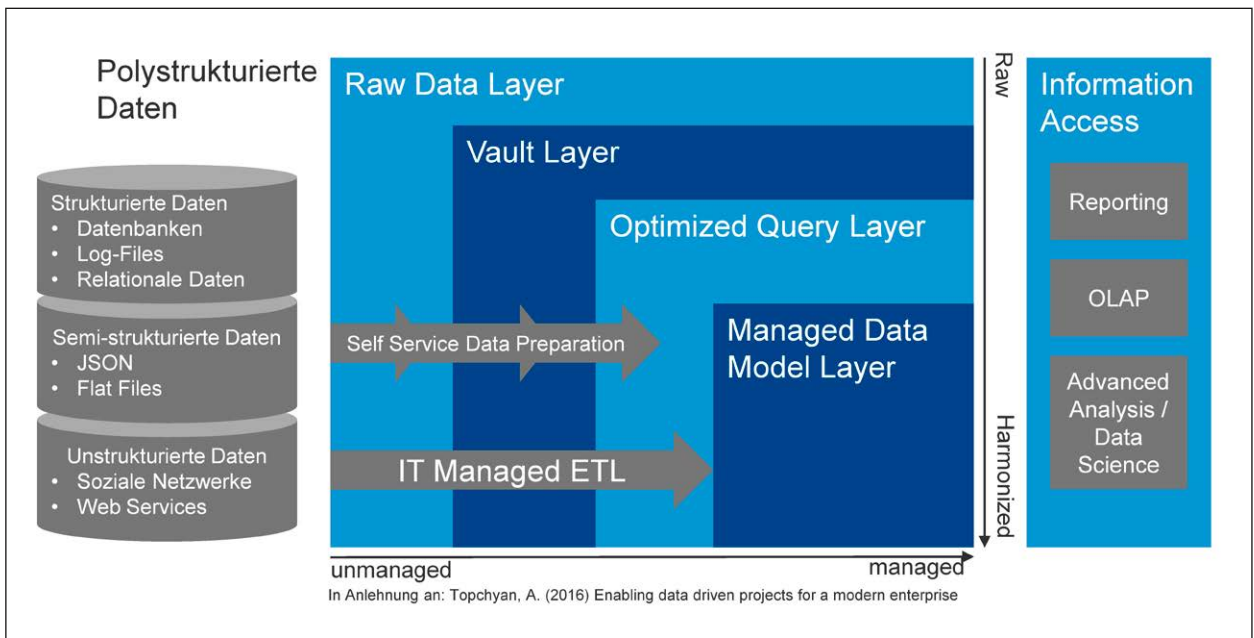 Polystrukturierte
Daten
Strukturierte Daten
• Datenbanken
• Log-Files
• Relationale Daten
Semi-strukturierte Daten
• JSON
• Flat Files
Unstrukturierte Daten
• Soziale Netzwerke
• Web Services
Raw Data Layer
Vault Layer
Optimized Query Layer
Managed Data
Model Layer
Self Service Data Preparation
IT Managed ETL
unmanaged
managed
Raw
Harmonized
Information
Access
Reporting
OLAP
Advanced
Analysis /
Data
Science
In Anlehnung an: Topchyan, A. (2016) Enabling data driven projects for a modern enterprise